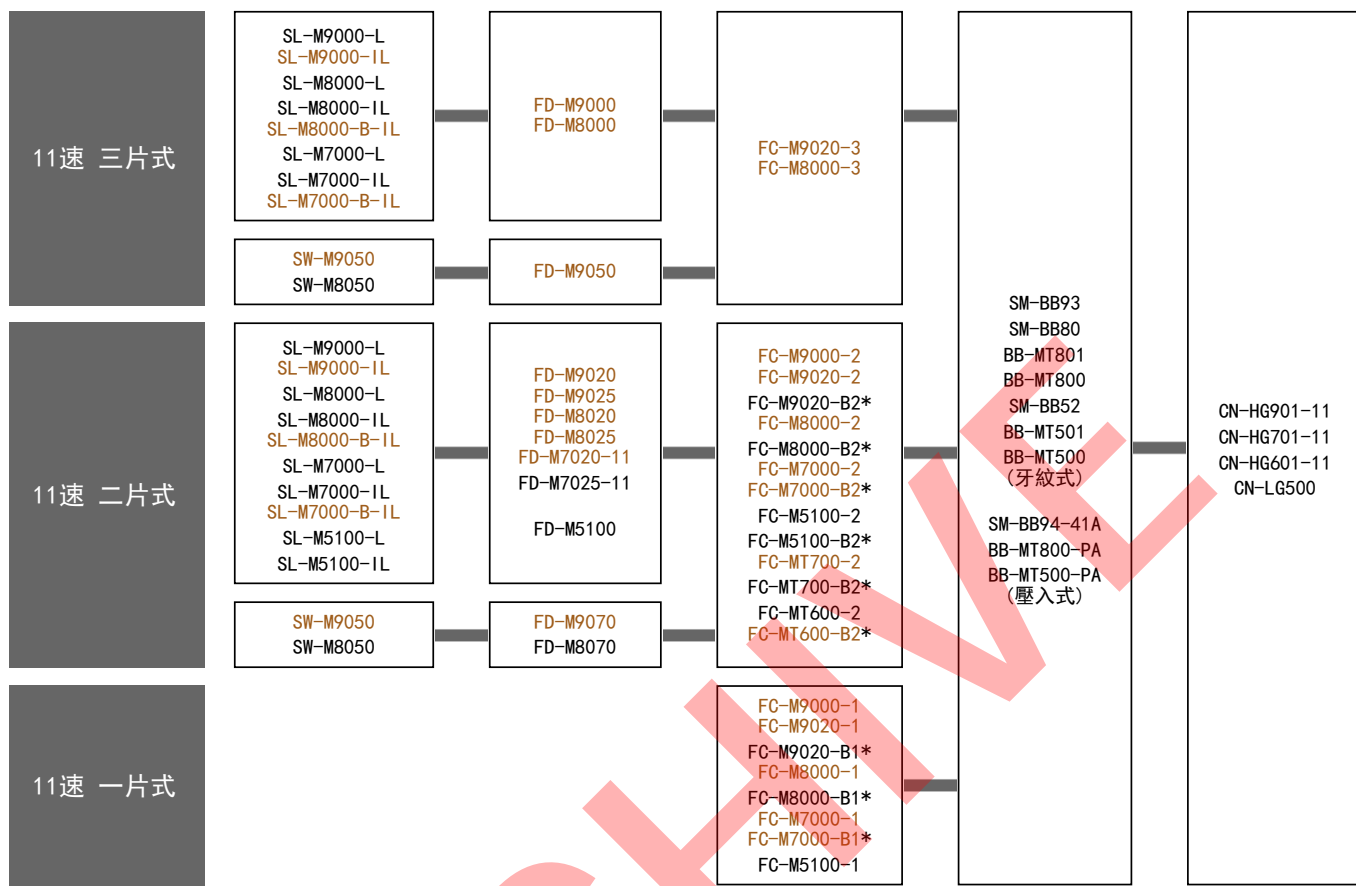 11速 三片式
SL-M9000-L
SL-M9000-IL
SL-M8000-L
SL-M8000-IL
SL-M8000-B-IL
SL-M7000-L
SL-M7000-IL
SL-M7000-B-IL
FD-M9000
FD-M8000
FC-M9020-3
FC-M8000-3
SW-M9050
SW-M8050
FD-M9050
11速 二片式
SL-M9000-L
SL-M9000-IL
SL-M8000-L
SL-M8000-IL
SL-M8000-B-IL
SL-M7000-L
SL-M7000-IL
SL-M7000-B-IL
SL-M5100-L
SL-M5100-IL
FD-M9020
FD-M9025
FD-M8020
FD-M8025
FD-M7020-11
FD-M7025-11
FD-M5100
SW-M9050
SW-M8050
FD-M9070
FD-M8070
FC-M9000-2
FC-M9020-2
FC-M9020-B2*
FC-M8000-2
FC-M8000-B2*
FC-M7000-2
FC-M7000-B2*
FC-M5100-2
FC-M5100-B2*
FC-MT700-2
FC-MT700-B2*
FC-MT600-2
FC-MT600-B2*
11速 一片式
FC-M9000-1
FC-M9020-1
FC-M9020-B1*
FC-M8000-1
FC-M8000-B1*
FC-M7000-1
FC-M7000-B1*
FC-M5100-1
SM-BB93
SM-BB80
BB-MT801
BB-MT800
SM-BB52
BB-MT501
BB-MT500
(牙紋式)
SM-BB94-41A
BB-MT800-PA
BB-MT500-PA
(壓入式)
CN-HG901-11
CN-HG701-11
CN-HG601-11
CN-LG500